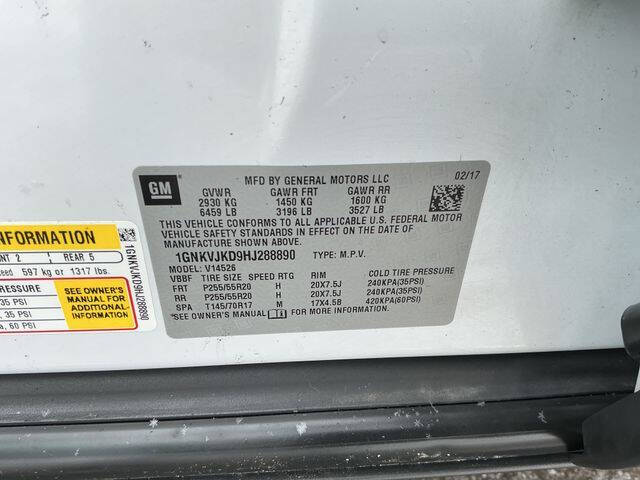 GM
MFD BY GENERAL MOTORS LLC 02/17
GVWR GAWR FRT GAWR RR
2930 KG 1450 KG 1600 KG
6459 LB 3196 LB 3527 LB
THIS VEHICLE CONFORMS TO ALL APPLICABLE U.S. FEDERAL MOTOR
VEHICLE SAFETY STANDARDS IN EFFECT ON THE DATE OF
MANUFACTURE SHOWN ABOVE.
1GNKVJKD9HJ288890 TYPE: M.P.V.
MODEL: V14526
VBBF TIRE SIZE SPEED RTG RIM COLD TIRE PRESSURE
FRT P255/55R20 H 20X7.5J 240KPA(35PSI)
RR P255/55R20 H 20X7.5J 240KPA(35PSI)
SPA T145/70R17 M 17X4.5B 420KPA(60PSI)
*SEE OWNER'S MANUAL FOR MORE INFORMATION.
NFORMATION
NT 2 REAR 5
ceed 597 kg or 1317 lbs.
PRESSURE
35 PSI
, 35 PSI
a, 60 PSI
SEE OWNER'S
MANUAL FOR
ADDITIONAL
INFORMATION
1GNKVJKD9HJ288890